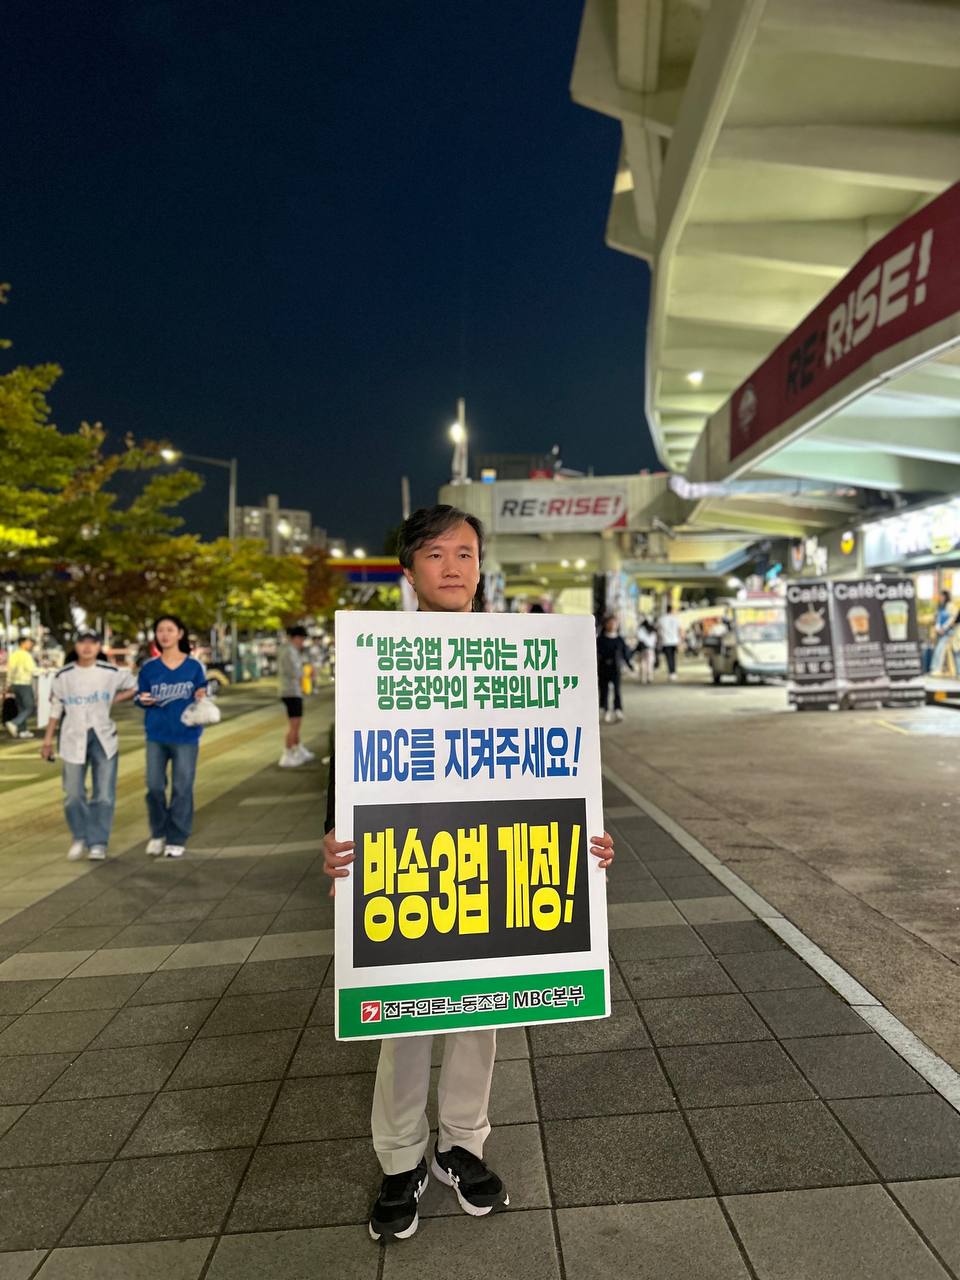 RE:RISE!
RE:RISE!
Café Café Café
COFFEE
Lions
“방송3법 거부하는 자가
방송장악의 주범입니다”
MBC를 지켜주세요!
방송3법 개정!
전국언론노동조합 MBC본부